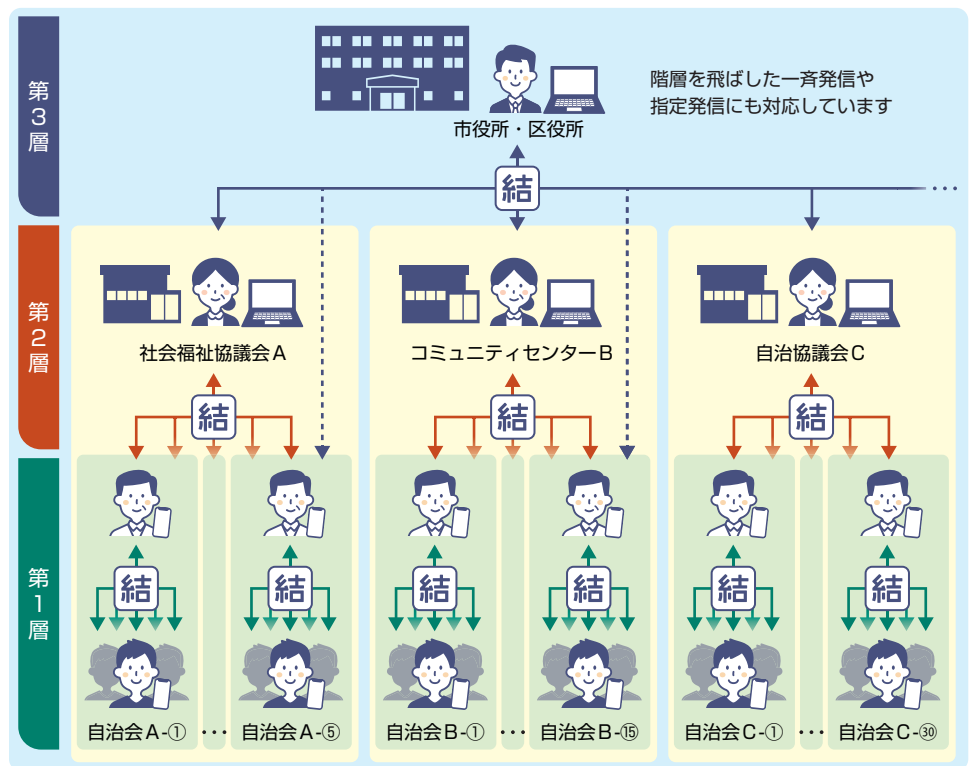 第3層
階層を飛ばした一斉発信や
指定発信にも対応しています
市役所・区役所
結
…
第2層
社会福祉協議会A
コミュニティセンターB
自治協議会C
結
結
結
第1層
結
結
結
結
結
結
自治会A-①
…
自治会A-⑤
自治会B-①
…
自治会B-⑮
自治会C-①
…
自治会C-㉚